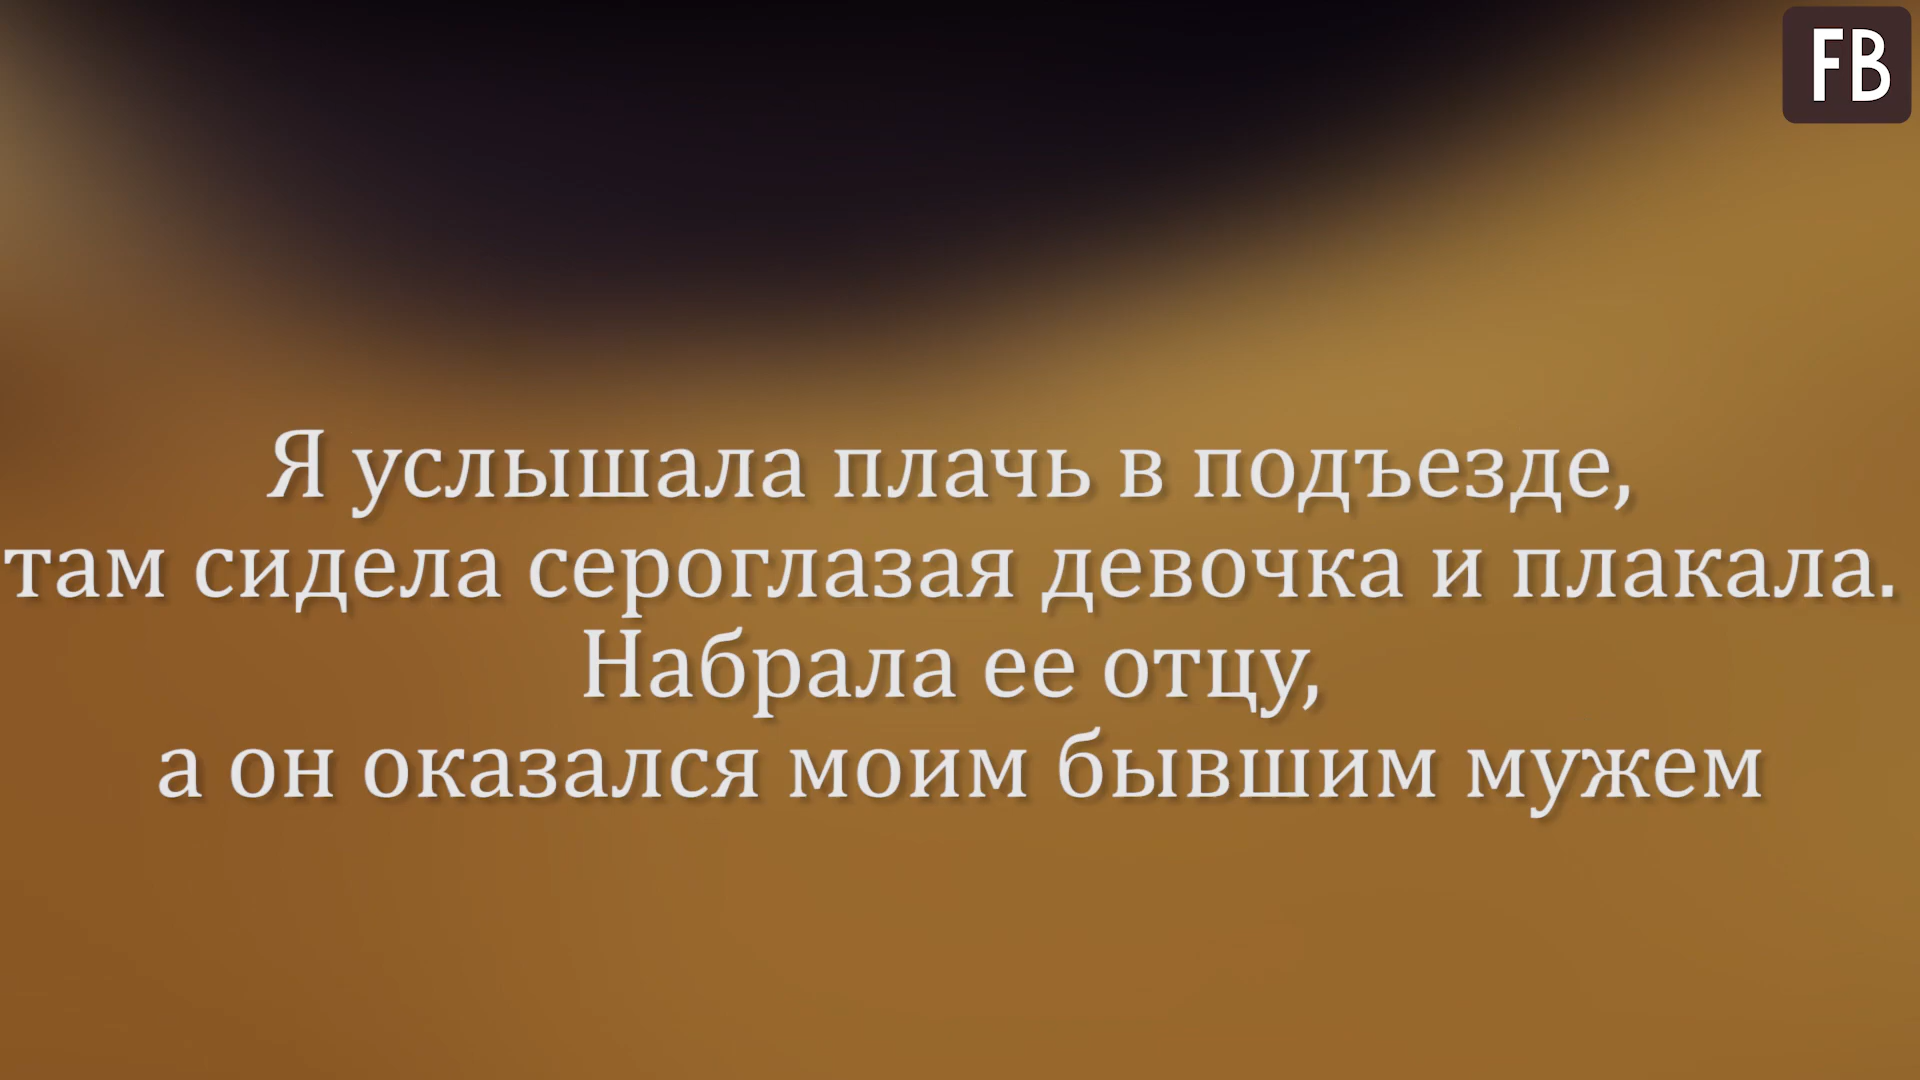 FB
Я услышала плачь в подъезде,
там сидела сероглазая девочка и плакала.
Набрала ее отцу,
а он оказался моим бывшим мужем